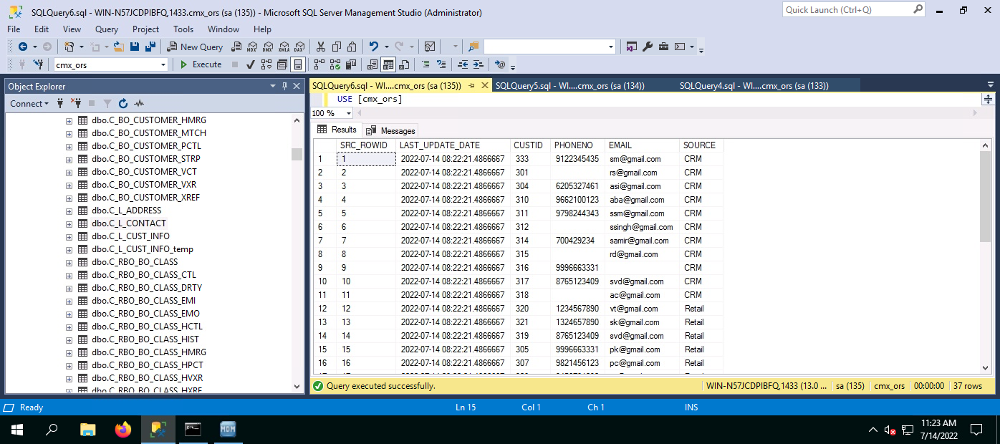 SQLQuery6.sql - WIN-N57JCDPIBFQ,1433.cmx_ors (sa (135)) - Microsoft SQL Server Management Studio (Administrator)
Quick Launch (Ctrl+Q)
File Edit View Query Project Tools Window Help
New Query MDX DMX XMLA DAX
cmx_ors Execute
Object Explorer
Connect
dbo.C_BO_CUSTOMER_HMRG
dbo.C_BO_CUSTOMER_MTCH
dbo.C_BO_CUSTOMER_PCTL
dbo.C_BO_CUSTOMER_STRP
dbo.C_BO_CUSTOMER_VCT
dbo.C_BO_CUSTOMER_VXR
dbo.C_BO_CUSTOMER_XREF
dbo.C_L_ADDRESS
dbo.C_L_CONTACT
dbo.C_L_CUST_INFO
dbo.C_L_CUST_INFO_temp
dbo.C_RBO_BO_CLASS
dbo.C_RBO_BO_CLASS_CTL
dbo.C_RBO_BO_CLASS_DRTY
dbo.C_RBO_BO_CLASS_EMI
dbo.C_RBO_BO_CLASS_EMO
dbo.C_RBO_BO_CLASS_HCTL
dbo.C_RBO_BO_CLASS_HIST
dbo.C_RBO_BO_CLASS_HMRG
dbo.C_RBO_BO_CLASS_HPCT
dbo.C_RBO_BO_CLASS_HVXR
dbo.C_RBO_BO_CLASS_HXRF
SQLQuery6.sql - WI....cmx_ors (sa (135)) SQLQuery5.sql - WI....cmx_ors (sa (134)) SQLQuery4.sql - WI....cmx_ors (sa (133))
USE [cmx_ors]
100 %
Results Messages
SRC_ROWID LAST_UPDATE_DATE CUSTID PHONENO EMAIL SOURCE
1 1 2022-07-14 08:22:21.4866667 333 9122345435 sm@gmail.com CRM
2 2 2022-07-14 08:22:21.4866667 301 rs@gmail.com CRM
3 3 2022-07-14 08:22:21.4866667 304 6205327461 asi@gmail.com CRM
4 4 2022-07-14 08:22:21.4866667 310 9662100123 aba@gmail.com CRM
5 5 2022-07-14 08:22:21.4866667 311 9798244343 ssm@gmail.com CRM
6 6 2022-07-14 08:22:21.4866667 312 ssingh@gmail.com CRM
7 7 2022-07-14 08:22:21.4866667 314 700429234 samir@gmail.com CRM
8 8 2022-07-14 08:22:21.4866667 315 rd@gmail.com CRM
9 9 2022-07-14 08:22:21.4866667 316 9996663331 CRM
10 10 2022-07-14 08:22:21.4866667 317 8765123409 svd@gmail.com CRM
11 11 2022-07-14 08:22:21.4866667 318 ac@gmail.com CRM
12 12 2022-07-14 08:22:21.4866667 320 1234567890 vt@gmail.com Retail
13 13 2022-07-14 08:22:21.4866667 321 1324657890 sk@gmail.com Retail
14 14 2022-07-14 08:22:21.4866667 319 8765123409 svd@gmail.com Retail
15 15 2022-07-14 08:22:21.4866667 305 9996663331 pk@gmail.com Retail
16 16 2022-07-14 08:22:21.4866667 307 9821456123 pc@gmail.com Retail
Query executed successfully. WIN-N57JCDPIBFQ,1433 (13.0 ... sa (135) cmx_ors 00:00:00 37 rows
Ready Ln 15 Col 1 Ch 1 INS
MDM
11:23 AM
7/14/2022